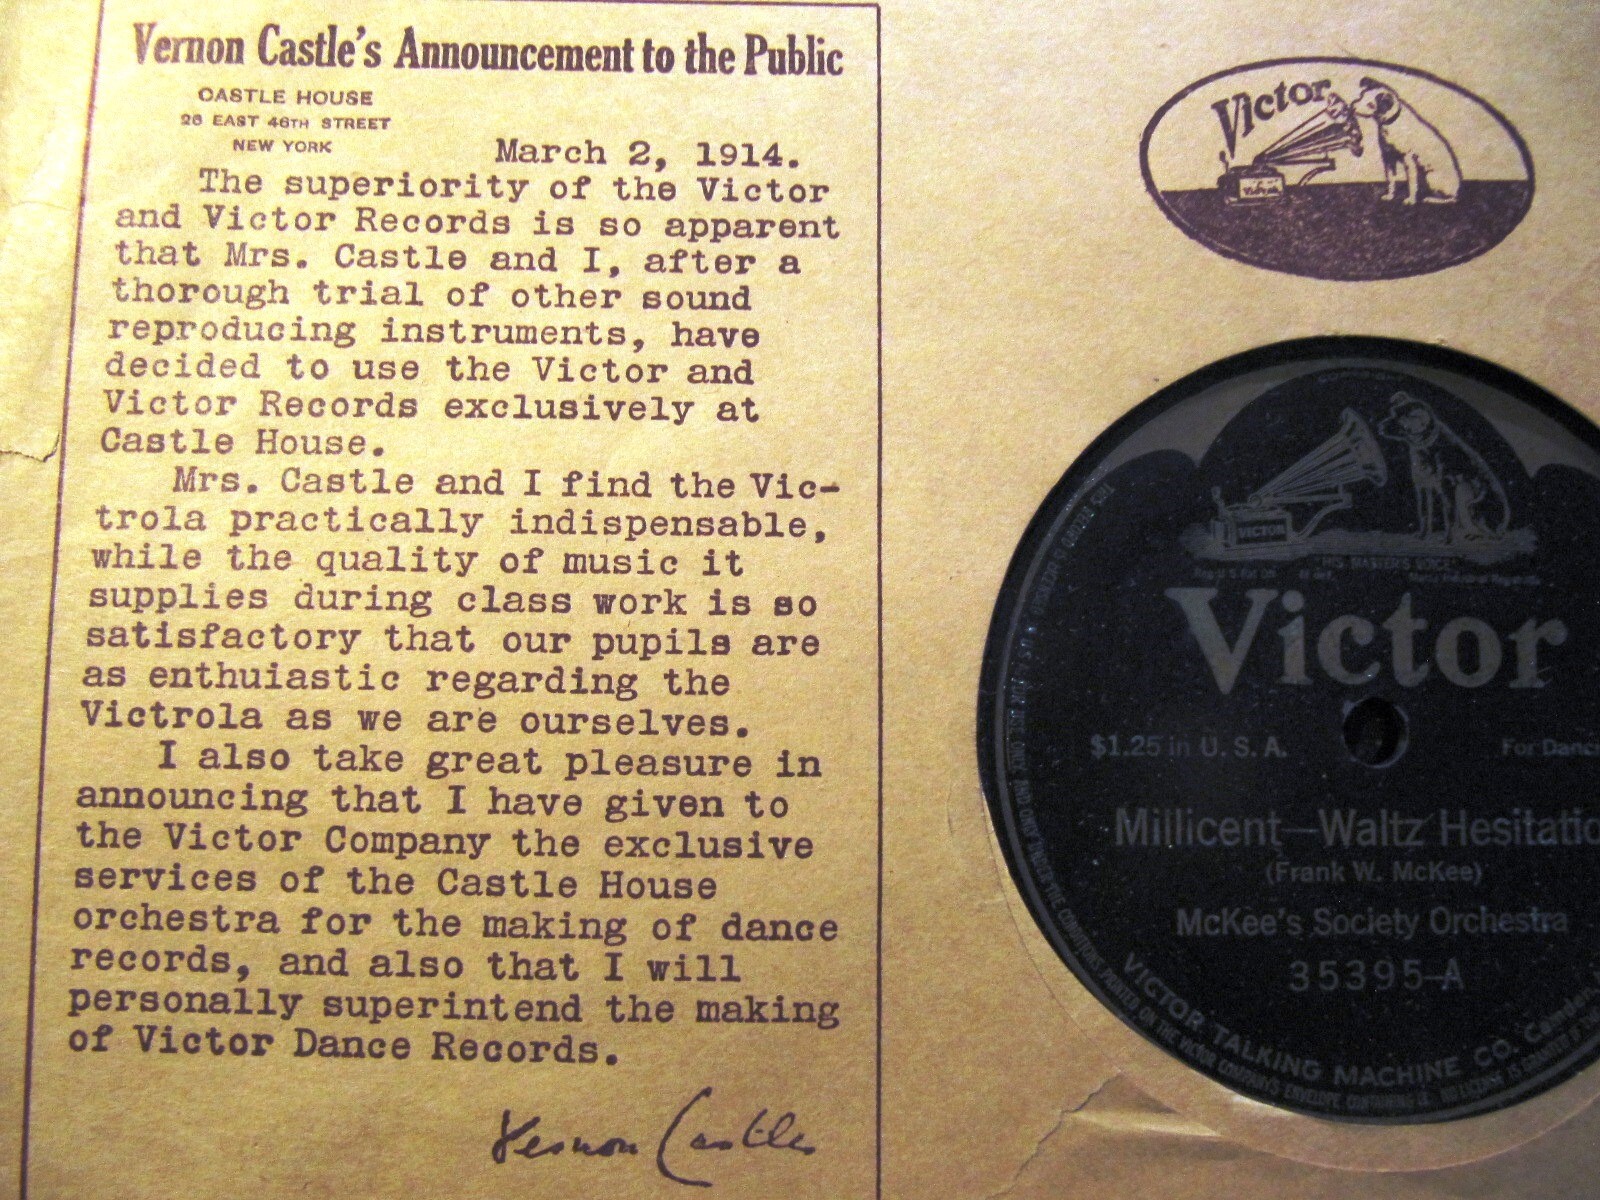 Vernon Castle's Announcement to the Public
CASTLE HOUSE
26 EAST 46TH STREET
NEW YORK
March 2, 1914.
The superiority of the Victor
and Victor Records is so apparent
that Mrs. Castle and I, after a
thorough trial of other sound
reproducing instruments, have
decided to use the Victor and
Victor Records exclusively at
Castle House.
Mrs. Castle and I find the Vic-
trola practically indispensable,
while the quality of music it
supplies during class work is so
satisfactory that our pupils are
as enthuiastic regarding the
Victrola as we are ourselves.
I also take great pleasure in
announcing that I have given to
the Victor Company the exclusive
services of the Castle House
orchestra for the making of dance
records, and also that I will
personally superintend the making
of Victor Dance Records.
Vernon Castle
Victor
Victor
VICTOR
"HIS MASTER'S VOICE"
Victor
$1.25 in U. S. A.
For Danc
Millicent—Waltz Hesitatio
(Frank W. McKee)
McKee's Society Orchestra
35395-A
VICTOR TALKING MACHINE CO. Camden,